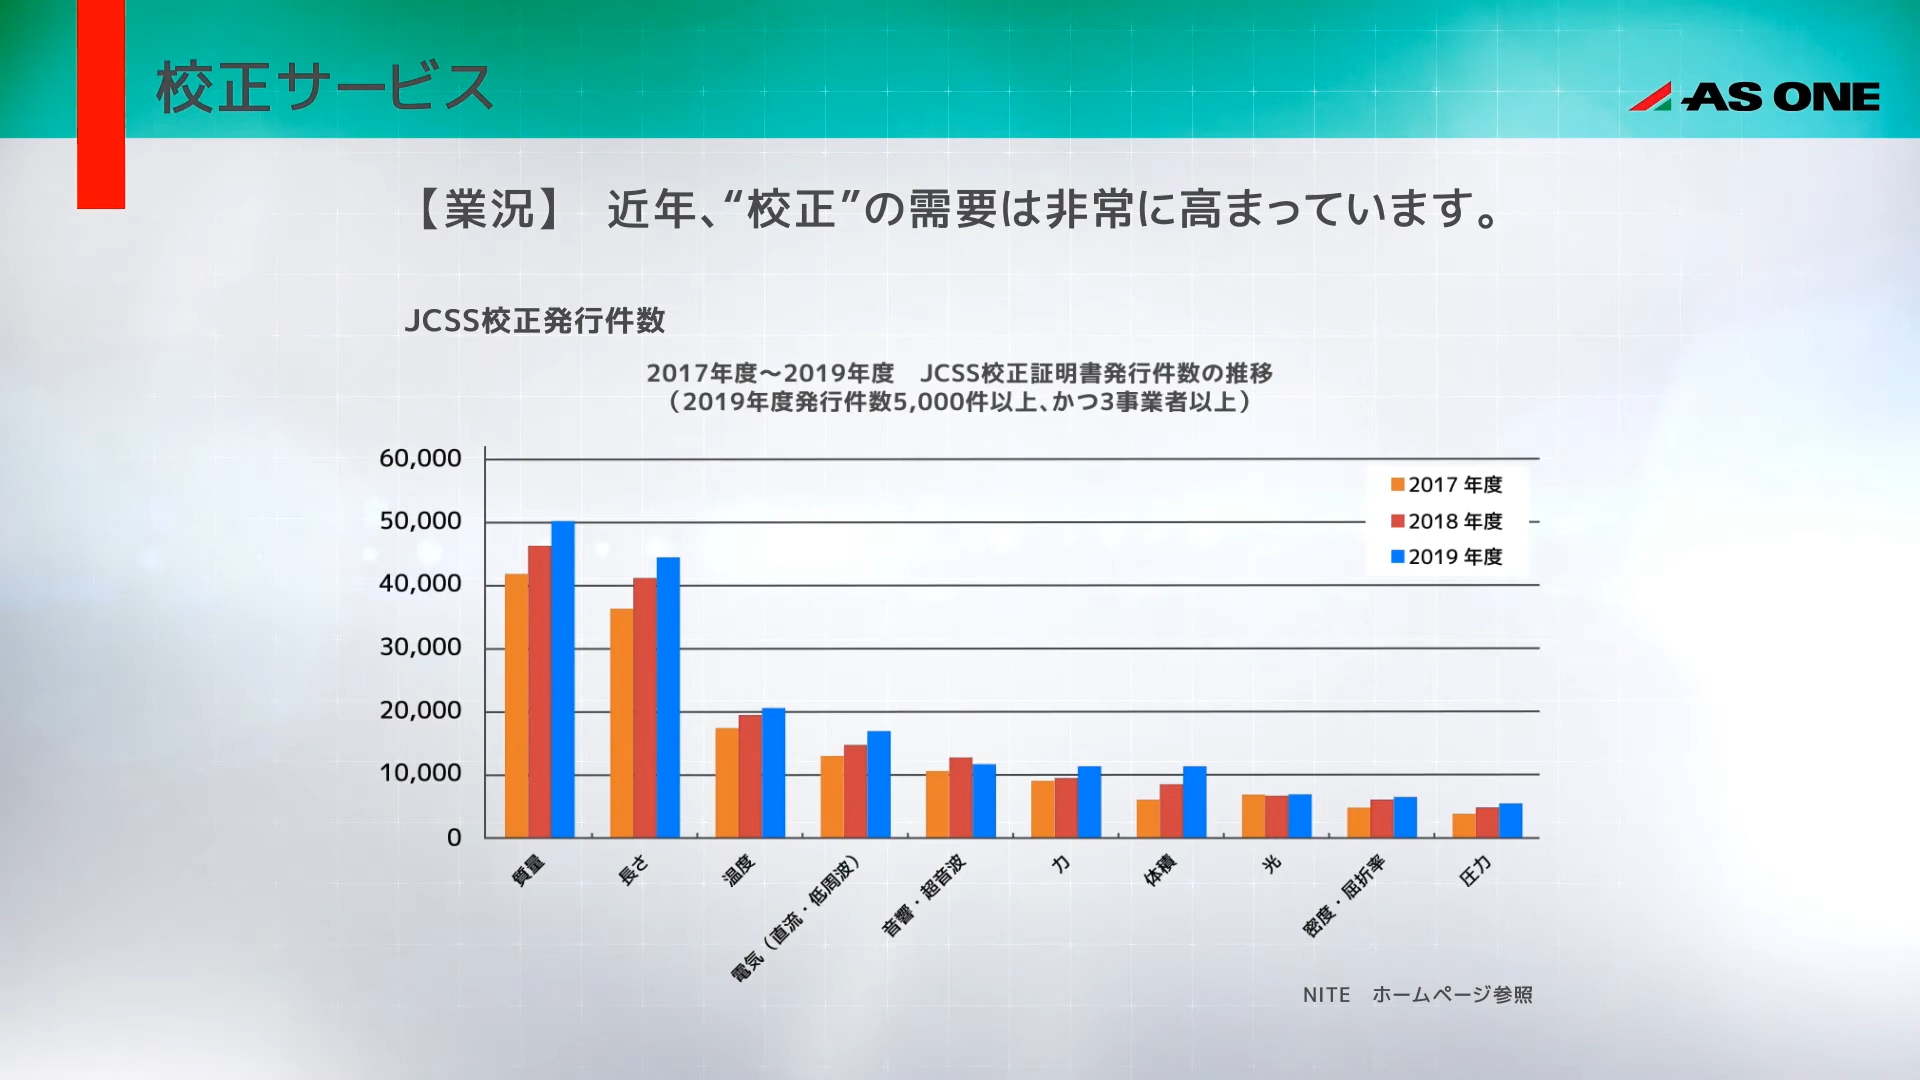 校正サービス
AS ONE
【業況】　近年、“校正”の需要は非常に高まっています。
JCSS校正発行件数
2017年度～2019年度　JCSS校正証明書発行件数の推移
（2019年度発行件数5,000件以上、かつ3事業者以上）
60,000
50,000
40,000
30,000
20,000
10,000
0
2017 年度
2018 年度
2019 年度
質量
長さ
温度
電気（直流・低周波）
音響・超音波
力
体積
光
密度・屈折率
圧力
NITE　ホームページ参照